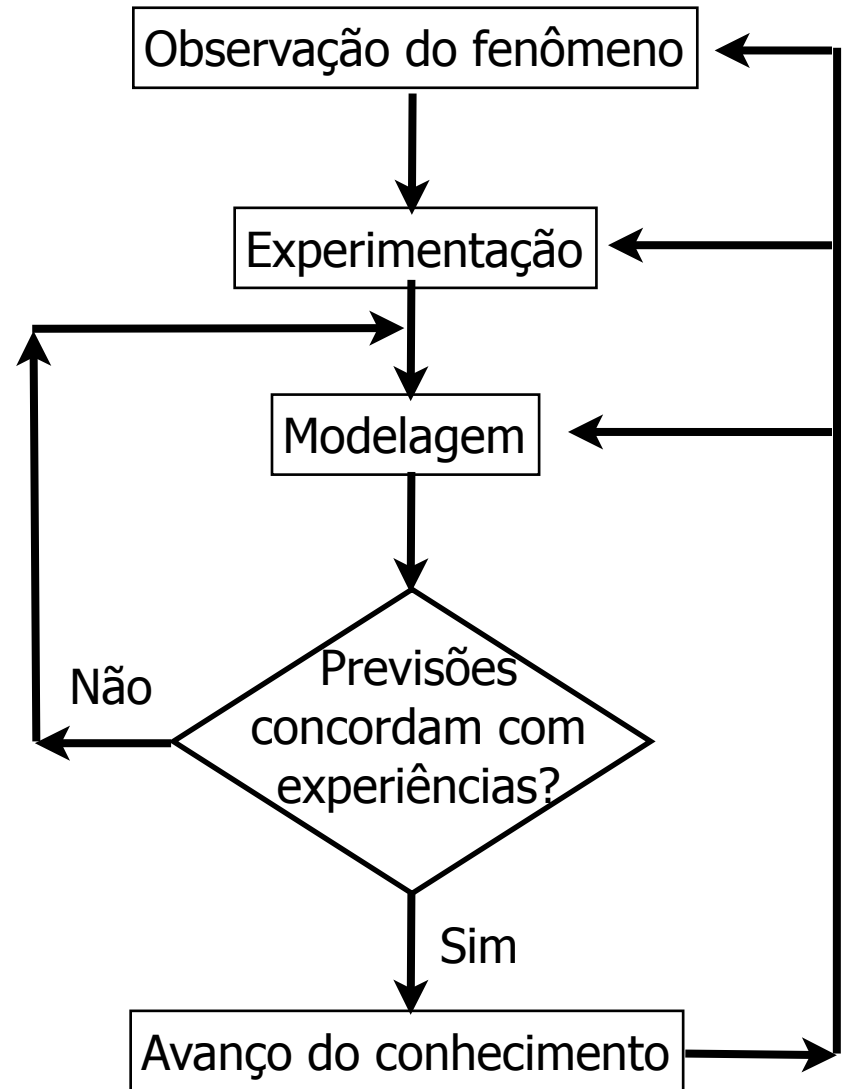 Observação do fenômeno
Experimentação
Modelagem
Previsões
concordam com
experiências?
Não
Sim
Avanço do conhecimento